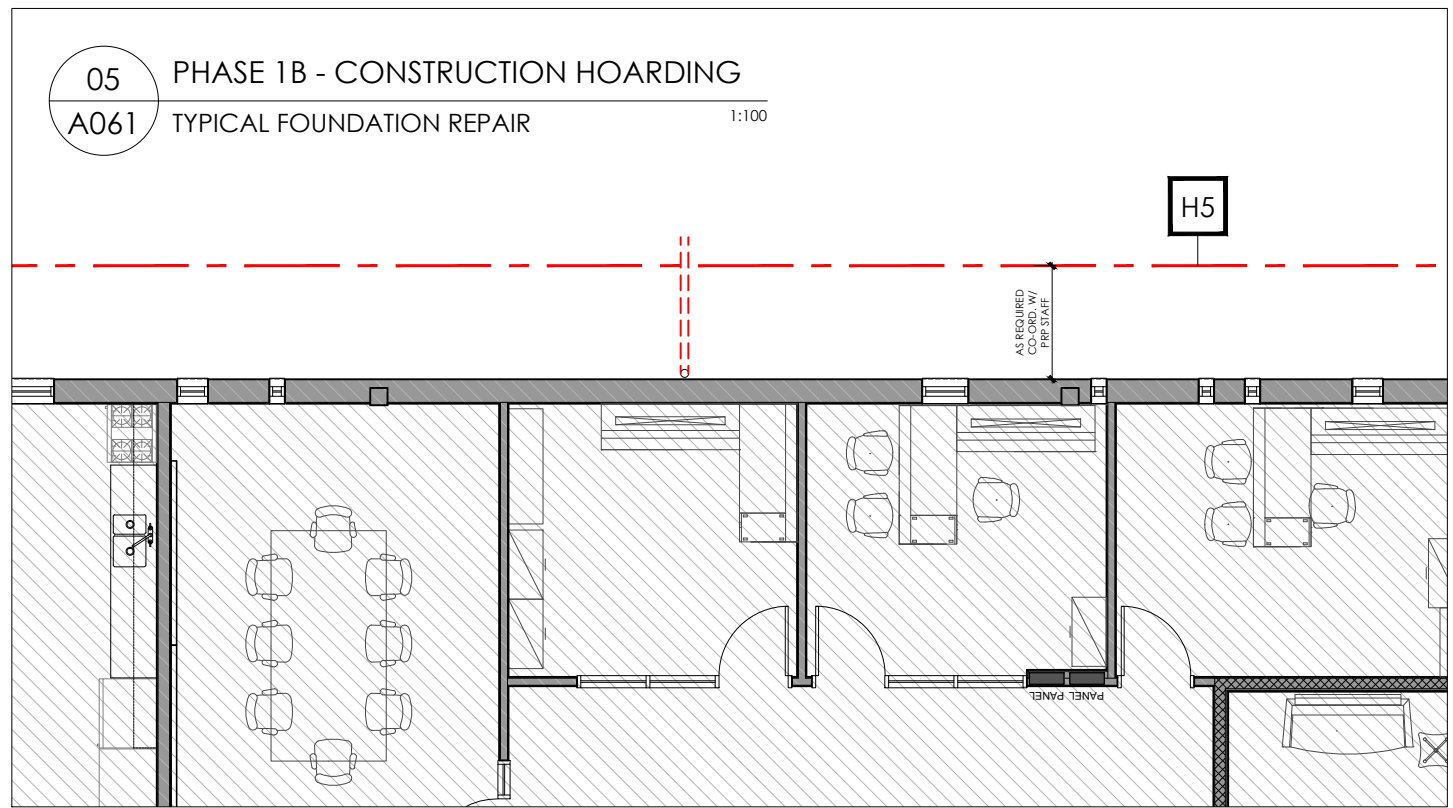 05
A061
PHASE 1B - CONSTRUCTION HOARDING
TYPICAL FOUNDATION REPAIR
1:100
H5
AS REQUIRED
CO-ORD. W/
PRP STAFF
PANEL
PANEL